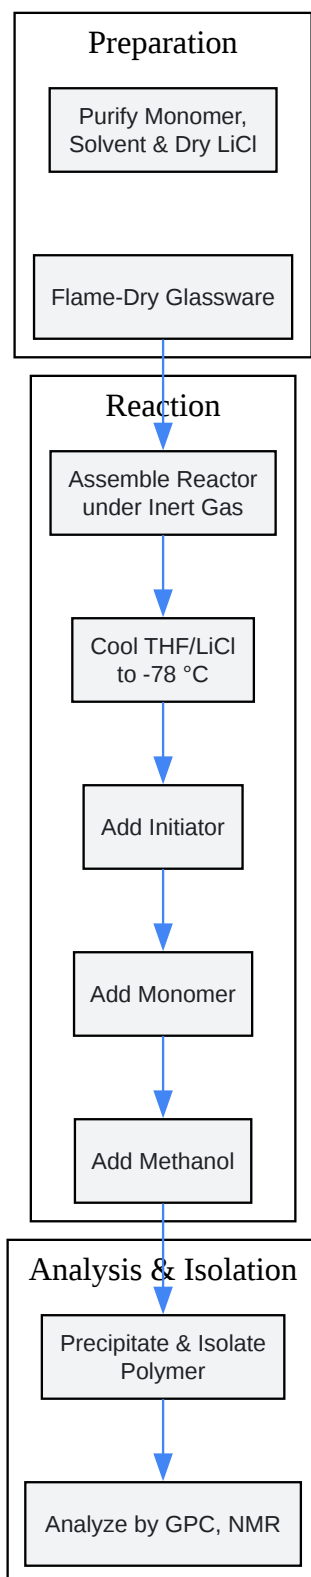 Preparation
Purify Monomer,
Solvent & Dry LiCl
Flame-Dry Glassware
Reaction
Assemble Reactor
under Inert Gas
Cool THF/LiCl
to -78 °C
Add Initiator
Add Monomer
Add Methanol
Analysis & Isolation
Precipitate & Isolate
Polymer
Analyze by GPC, NMR